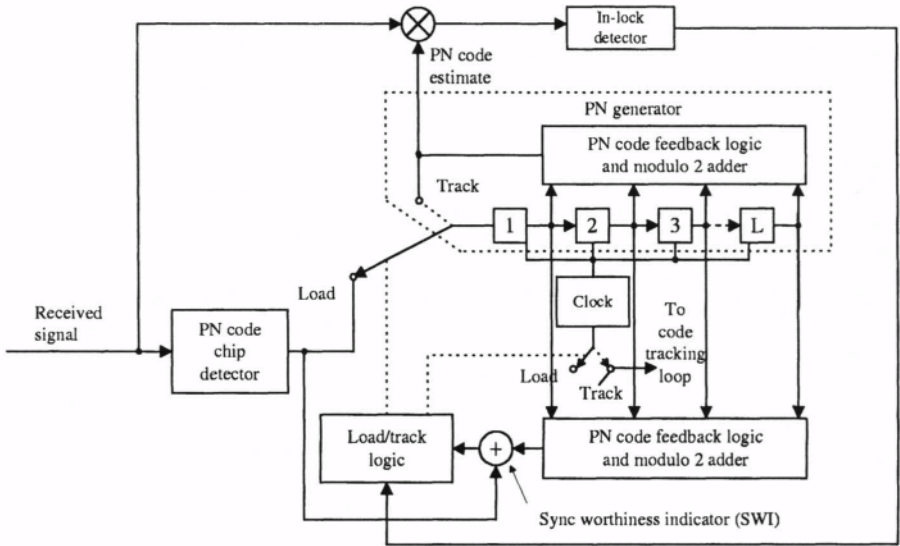 In-lock
detector
PN code
estimate
PN generator
PN code feedback logic
and modulo 2 adder
Track
1
2
3
L
Load
Received
signal
PN code
chip
detector
Clock
To
code
tracking
loop
Load
Track
Load/track
logic
+
PN code feedback logic
and modulo 2 adder
Sync worthiness indicator (SWI)